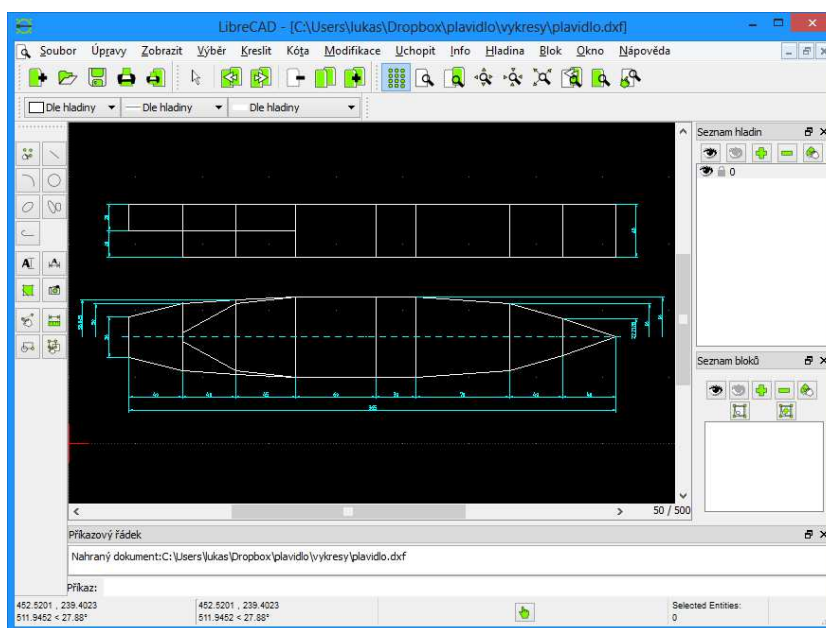 LibreCAD - [C:\Users\lukas\Dropbox\plavidlo\vykresy\plavidlo.dxf]
Soubor Úpravy Zobrazit Výběr Kreslit Kóta Modifikace Uchopit Info Hladina Blok Okno Nápověda
Dle hladiny Dle hladiny Dle hladiny
Seznam hladin
0
365
Seznam bloků
50 / 500
Příkazový řádek
Nahraný dokument:C:\Users\lukas\Dropbox\plavidlo\vykresy\plavidlo.dxf
Příkaz:
452.5201 , 239.4023 452.5201 , 239.4023 Selected Entities:
511.9452 < 27.88° 511.9452 < 27.88° 0